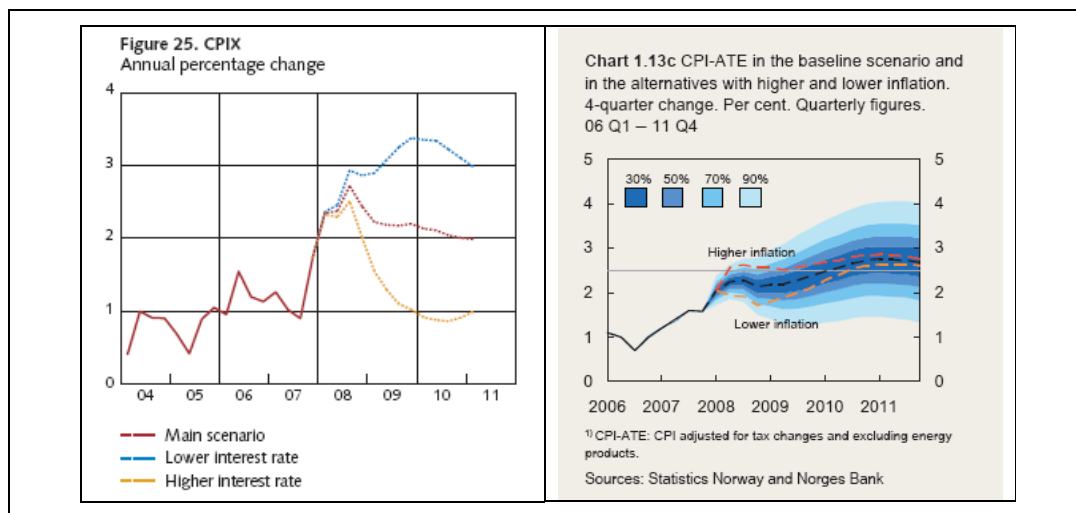 Figure 25. CPIX
Annual percentage change
4
3
2
1
0
04 05 06 07 08 09 10 11
Main scenario
Lower interest rate
Higher interest rate
Chart 1.13c CPI-ATE in the baseline scenario and
in the alternatives with higher and lower inflation.
4-quarter change. Per cent. Quarterly figures.
06 Q1 – 11 Q4
5 5
30% 50% 70% 90%
4 4
Higher inflation
3 3
2 2
Lower inflation
1 1
0 0
2006 2007 2008 2009 2010 2011
1) CPI-ATE: CPI adjusted for tax changes and excluding energy
products.
Sources: Statistics Norway and Norges Bank